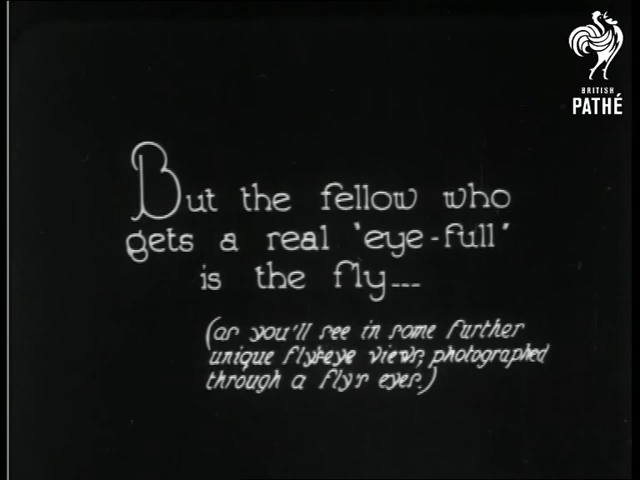 BRITISH
PATHÉ
But the fellow who
gets a real 'eye-full'
is the fly---
(as you'll see in some further
unique fly's-eye views, photographed
through a fly's eyes.)